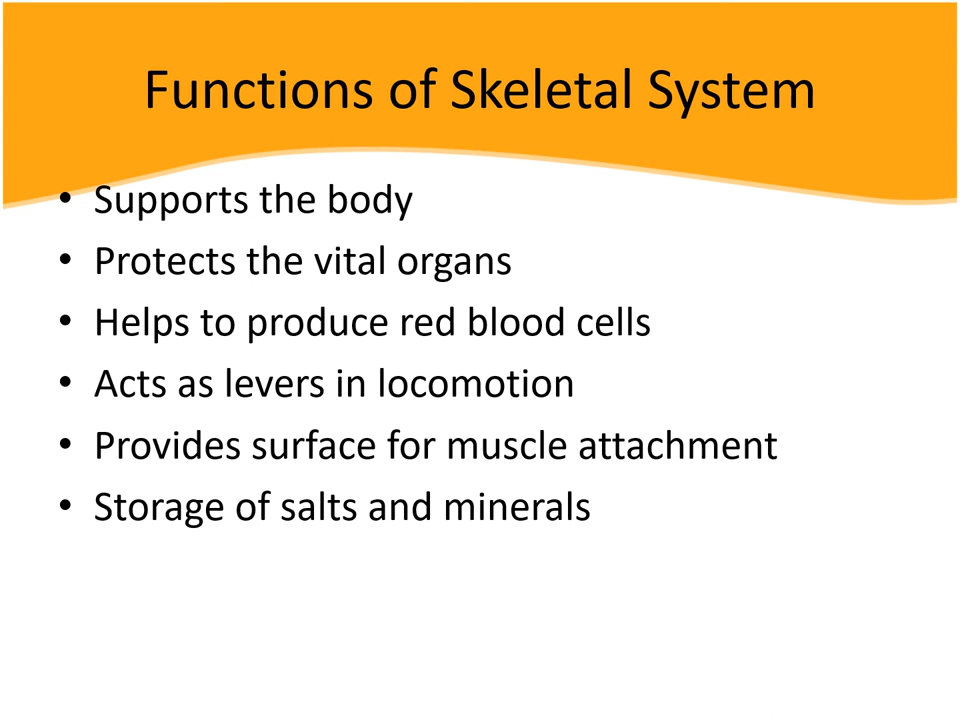 Functions of Skeletal System
• Supports the body
• Protects the vital organs
• Helps to produce red blood cells
• Acts as levers in locomotion
• Provides surface for muscle attachment
• Storage of salts and minerals